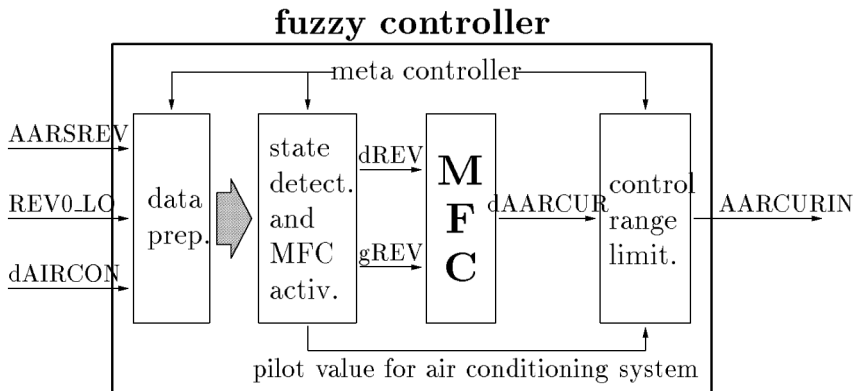 fuzzy controller
meta controller
AARSREV
REV0_LO
dAIRCON
data
prep.
state
detect.
and
MFC
activ.
dREV
gREV
M
F
C
dAARCUR
control
range
limit.
AARCURIN
pilot value for air conditioning system